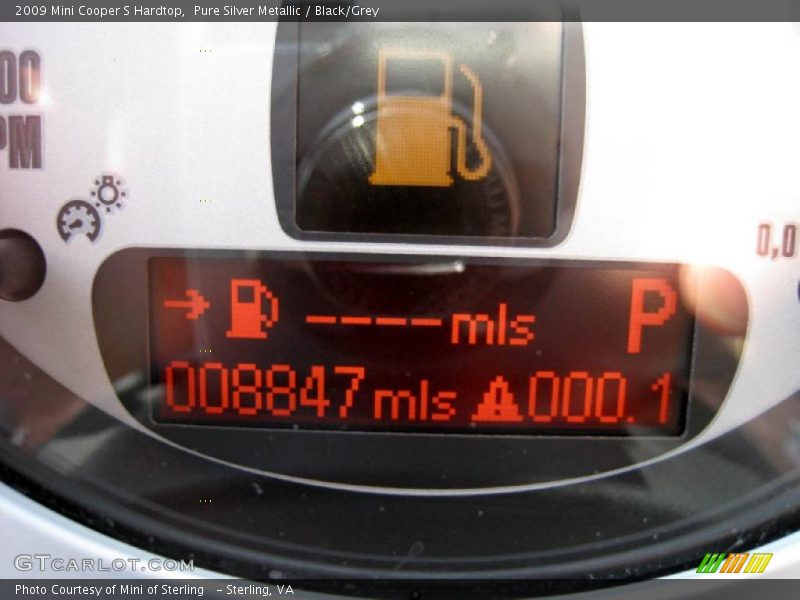 2009 Mini Cooper S Hardtop,  Pure Silver Metallic / Black/Grey
00
PM
0,0
→ ---- mls P
008847 mls 000.1
GTCARLOT.COM
Photo Courtesy of Mini of Sterling   - Sterling, VA